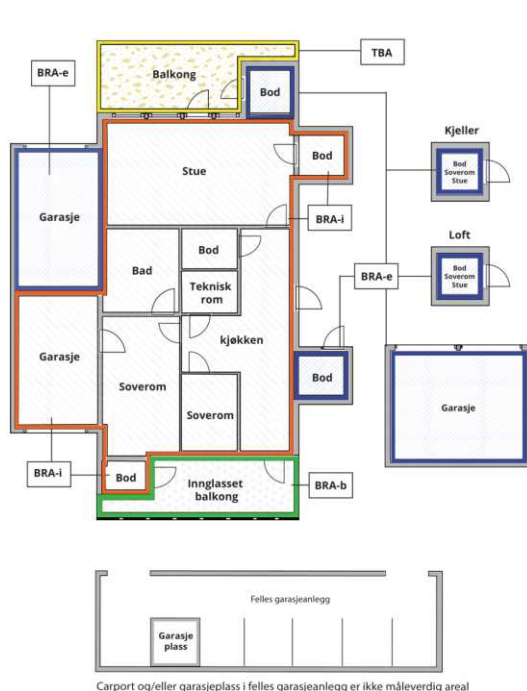 TBA
Balkong
BRA-e
Bod
Kjeller
Bod
Soverom
Stue
Stue
Bod
BRA-i
Garasje
Loft
Bod
Soverom
Stue
BRA-e
Bad
Bod
Teknisk
rom
Garasje
kjøkken
Soverom
Soverom
Bod
Garasje
BRA-i
Bod
Innglasset
balkong
BRA-b
Felles garasjeanlegg
Garasje
plass
Carport og/eller garasjeplass i felles garasjeanlegg er ikke måleverdig areal